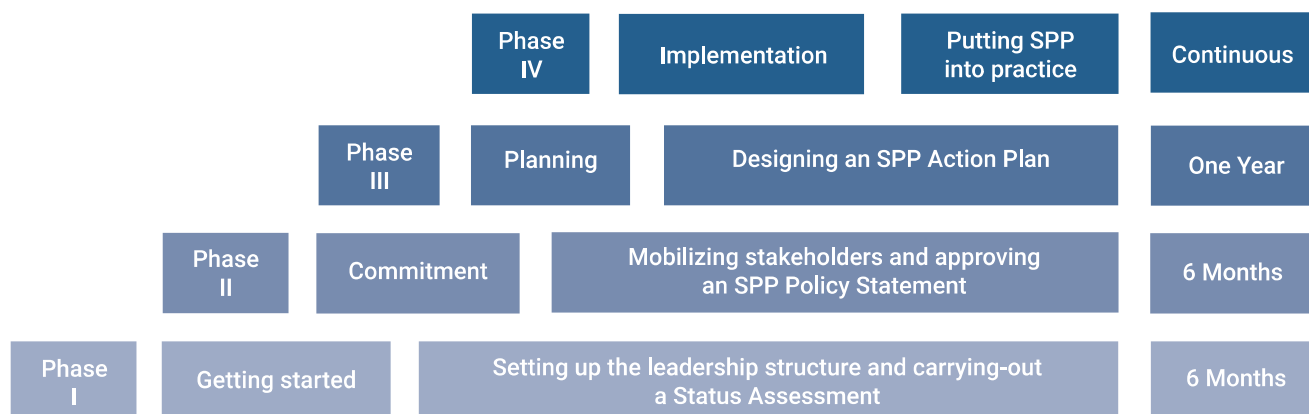 Phase
IV
Implementation
Putting SPP
into practice
Continuous
Phase
III
Planning
Designing an SPP Action Plan
One Year
Phase
II
Commitment
Mobilizing stakeholders and approving
an SPP Policy Statement
6 Months
Phase
I
Getting started
Setting up the leadership structure and carrying-out
a Status Assessment
6 Months